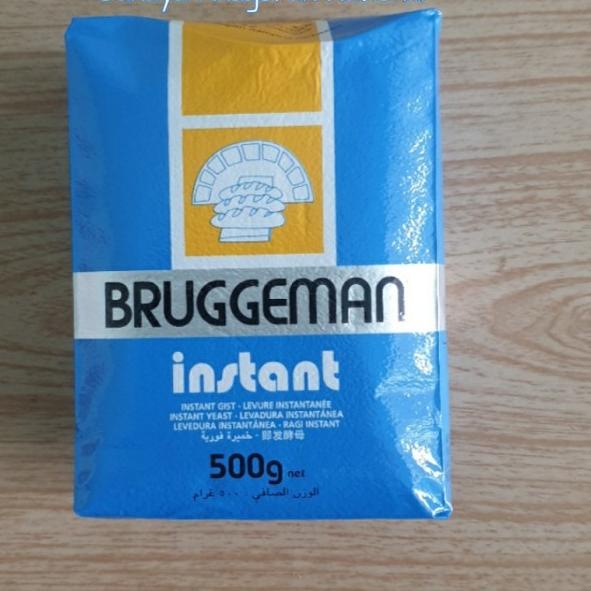 BRUGGEMAN
instant
INSTANT GIST - LEVURE INSTANTANÉE
INSTANT YEAST - LEVADURA INSTANTÁNEA
LEVEDURA INSTANTÂNEA - RAGI INSTANT
خميرة فورية - 即发酵母
500g net
الوزن الصافي : ٥٠٠ غرام